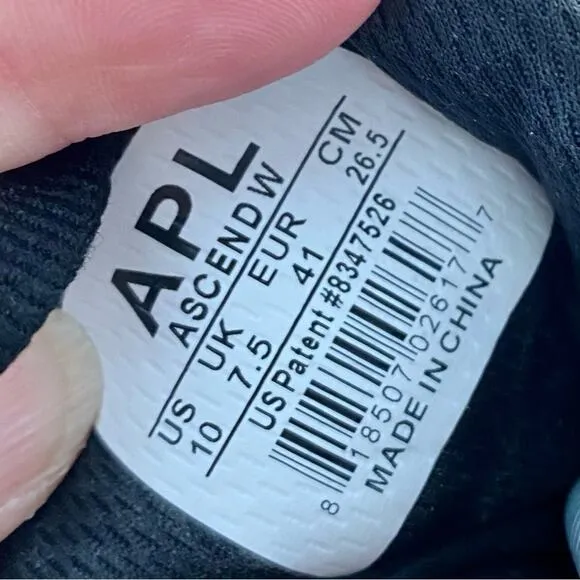 APL
ASCEND W
US UK EUR CM
10 7.5 41 26.5
US Patent #8347526
8 18507 02617 7
MADE IN CHINA